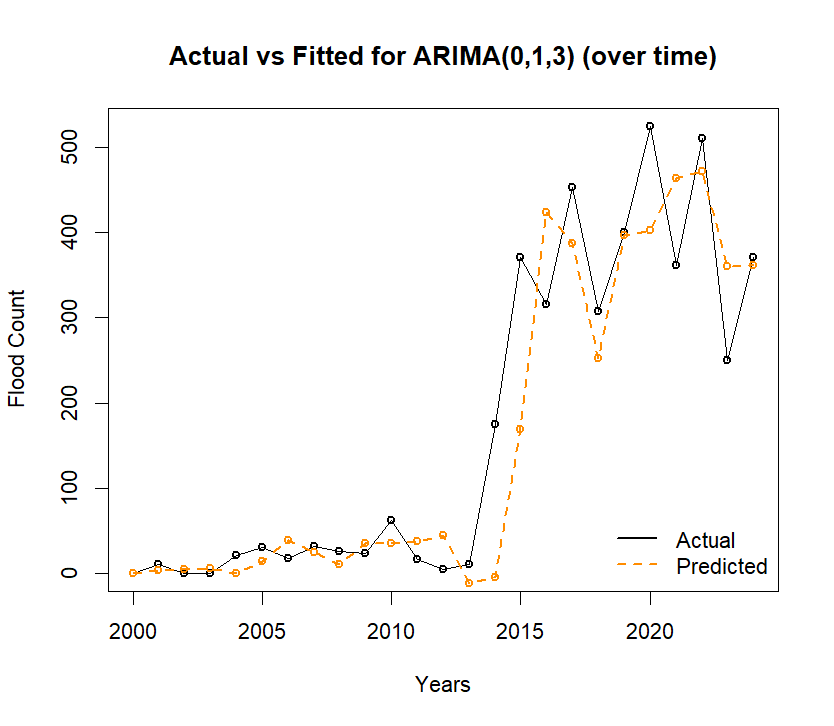 Actual vs Fitted for ARIMA(0,1,3) (over time)
Flood Count
500
400
300
200
100
0
Actual
Predicted
2000 2005 2010 2015 2020
Years